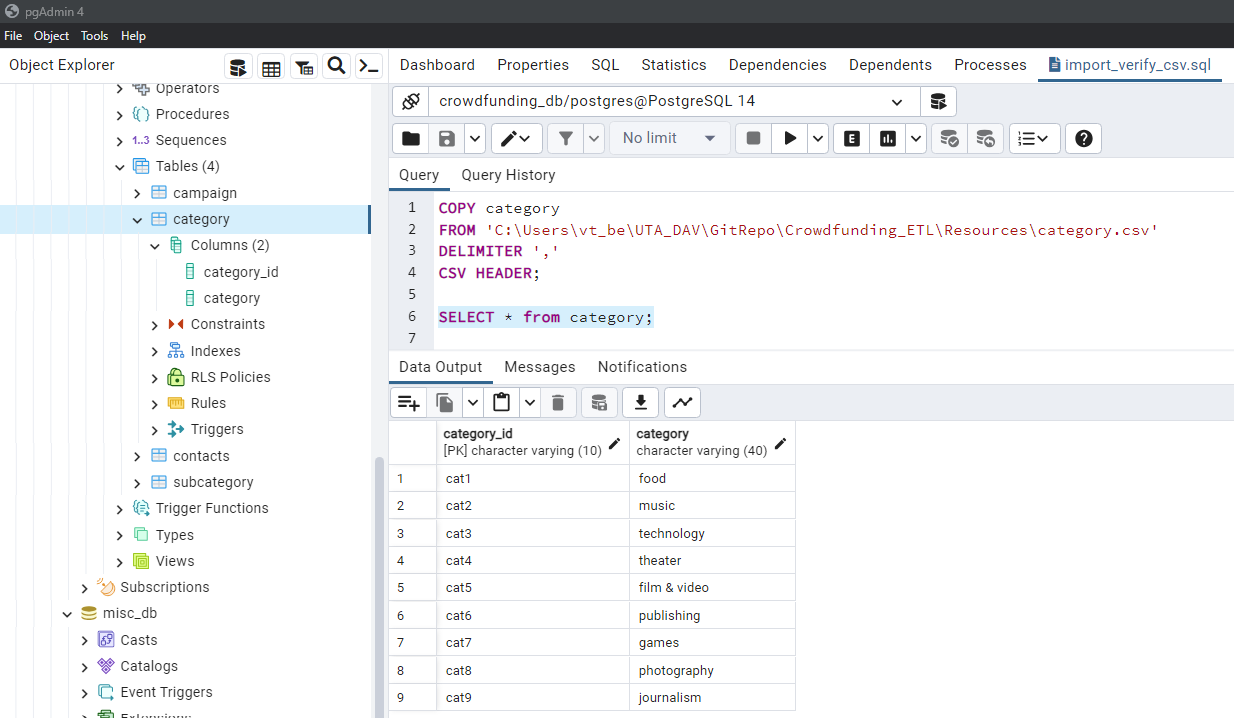 pgAdmin 4
File Object Tools Help
Object Explorer
Operators
Procedures
1..3 Sequences
Tables (4)
campaign
category
Columns (2)
category_id
category
Constraints
Indexes
RLS Policies
Rules
Triggers
contacts
subcategory
Trigger Functions
Types
Views
Subscriptions
misc_db
Casts
Catalogs
Event Triggers
Extensions
Dashboard Properties SQL Statistics Dependencies Dependents Processes import_verify_csv.sql
crowdfunding_db/postgres@PostgreSQL 14
No limit E
Query Query History
1 COPY category
2 FROM 'C:\Users\vt_be\UTA_DAV\GitRepo\Crowdfunding_ETL\Resources\category.csv'
3 DELIMITER ','
4 CSV HEADER;
5
6 SELECT * from category;
7
Data Output Messages Notifications
category_id category
[PK] character varying (10) character varying (40)
1 cat1 food
2 cat2 music
3 cat3 technology
4 cat4 theater
5 cat5 film & video
6 cat6 publishing
7 cat7 games
8 cat8 photography
9 cat9 journalism